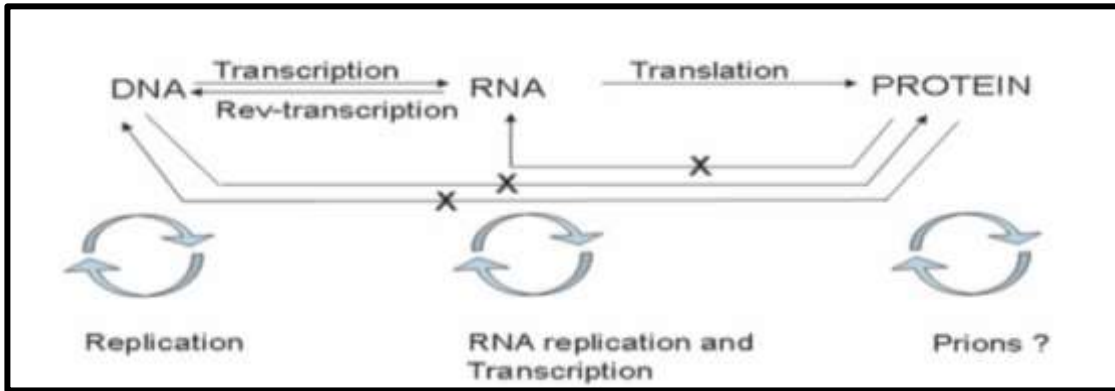 Transcription
Translation
DNA
RNA
PROTEIN
Rev-transcription
X
X
X
Replication
RNA replication and
Transcription
Prions ?